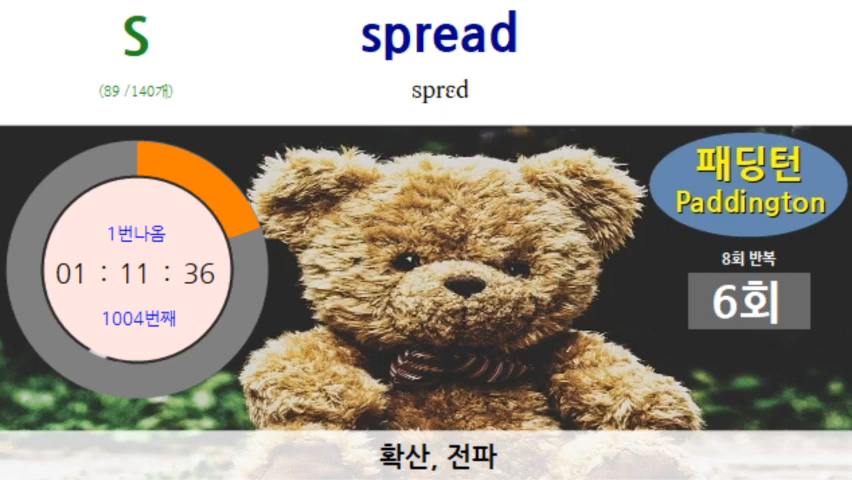 S
spread
(89 /140개)
spred
패딩턴
Paddington
1번나옴
01 : 11 : 36
1004번째
8회 반복
6회
확산, 전파